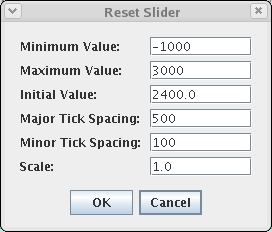 Reset Slider
Minimum Value: -1000
Maximum Value: 3000
Initial Value: 2400.0
Major Tick Spacing: 500
Minor Tick Spacing: 100
Scale: 1.0
OK Cancel